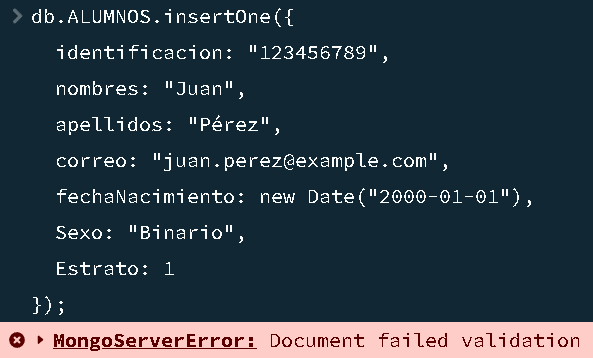 db.ALUMNOS.insertOne({
identificacion: "123456789",
nombres: "Juan",
apellidos: "Pérez",
correo: "juan.perez@example.com",
fechaNacimiento: new Date("2000-01-01"),
Sexo: "Binario",
Estrato: 1
});
MongoServerError: Document failed validation